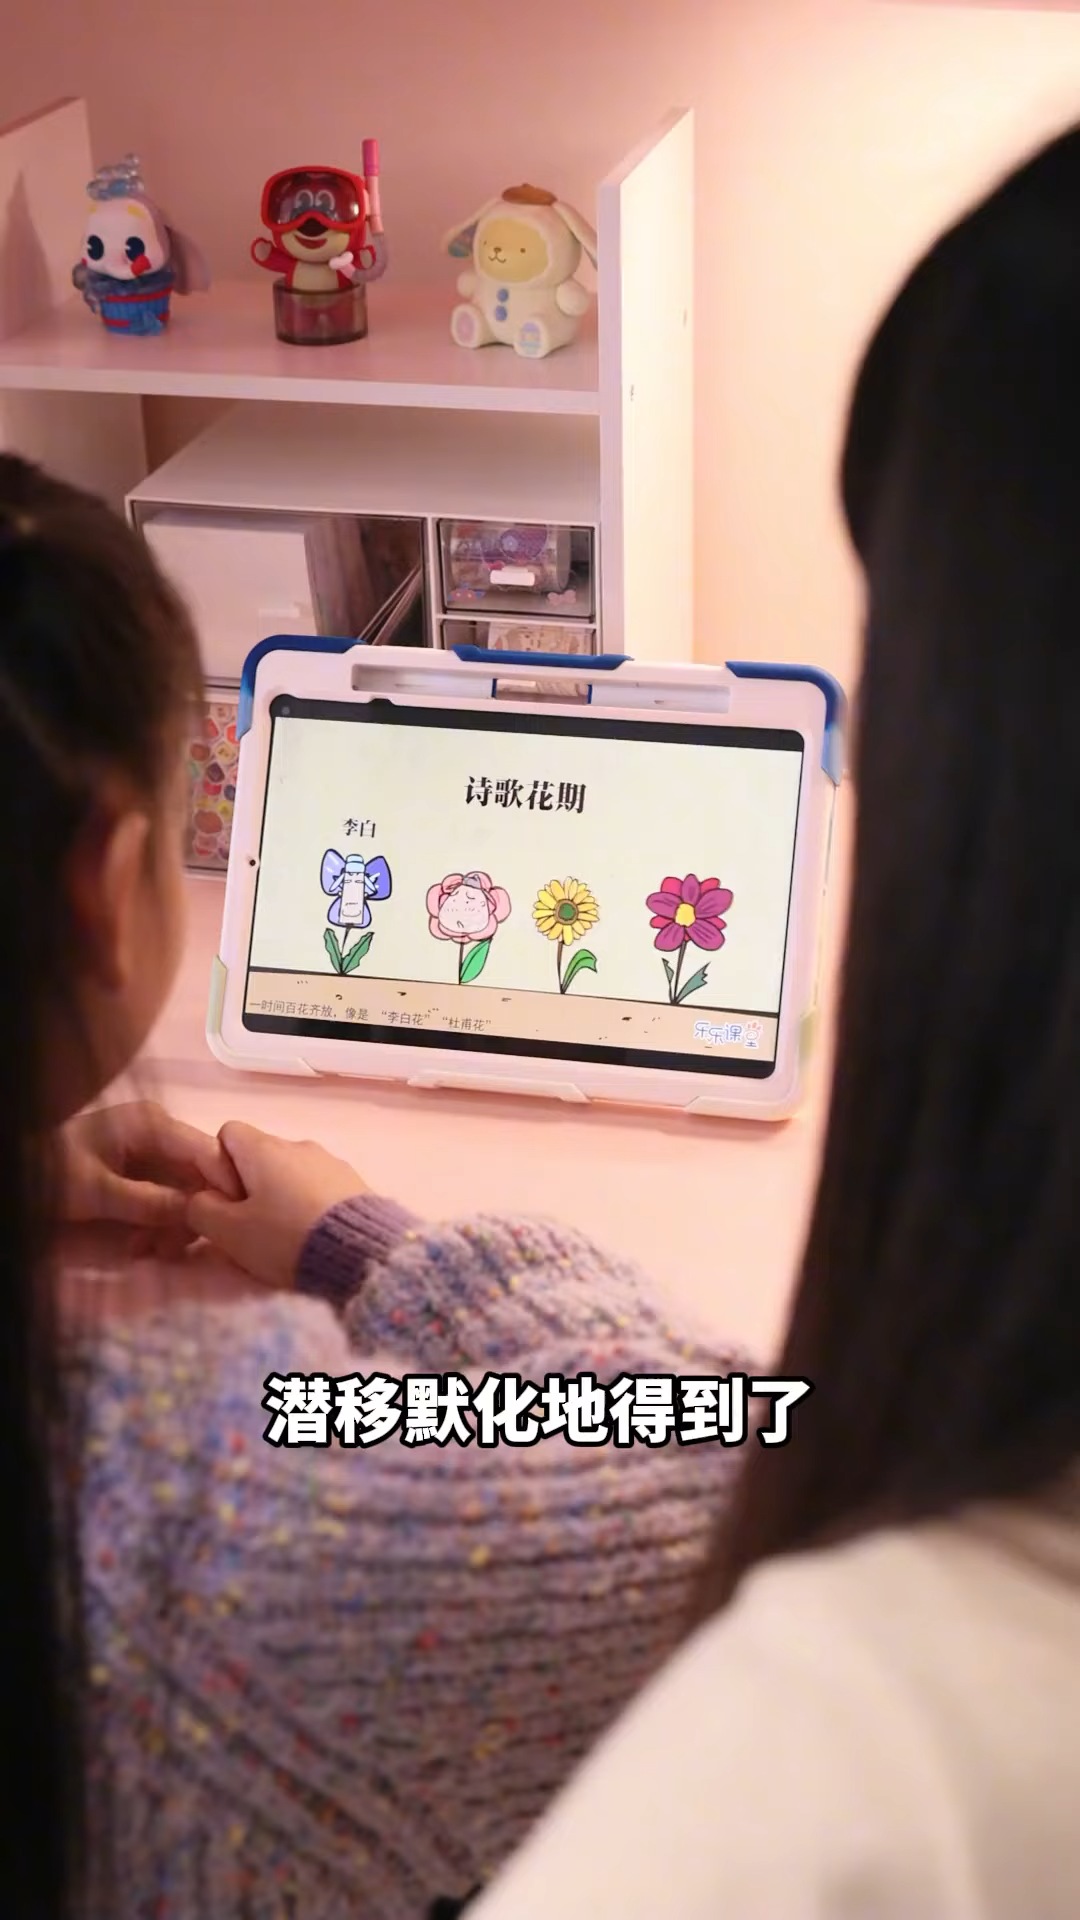 诗歌花期
李白
一时间百花齐放，像是 “李白花” “杜甫花”
乐乐课堂
潜移默化地得到了